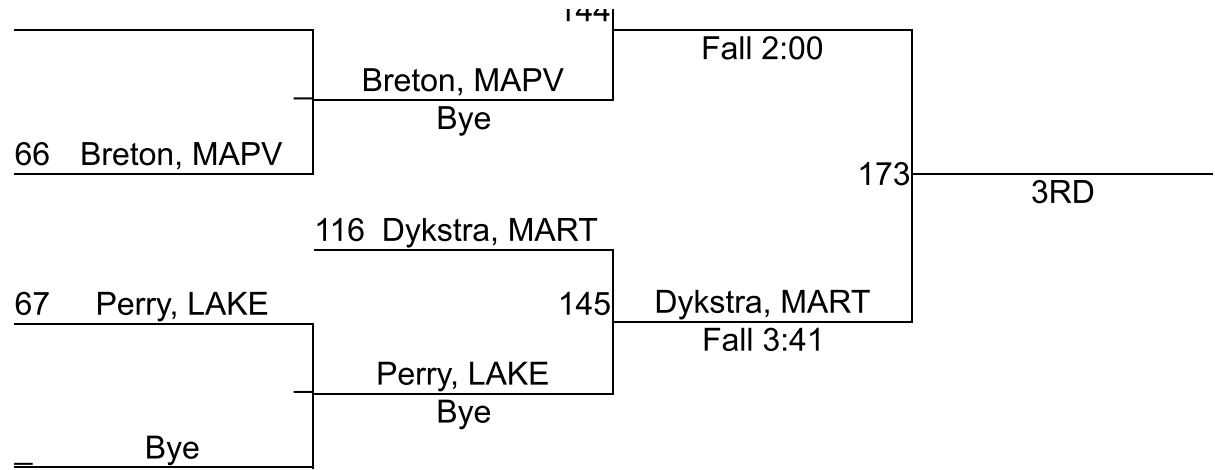 144
Fall 2:00
Breton, MAPV
Bye
66 Breton, MAPV
173
3RD
116 Dykstra, MART
67 Perry, LAKE
145
Dykstra, MART
Fall 3:41
Perry, LAKE
Bye
Bye